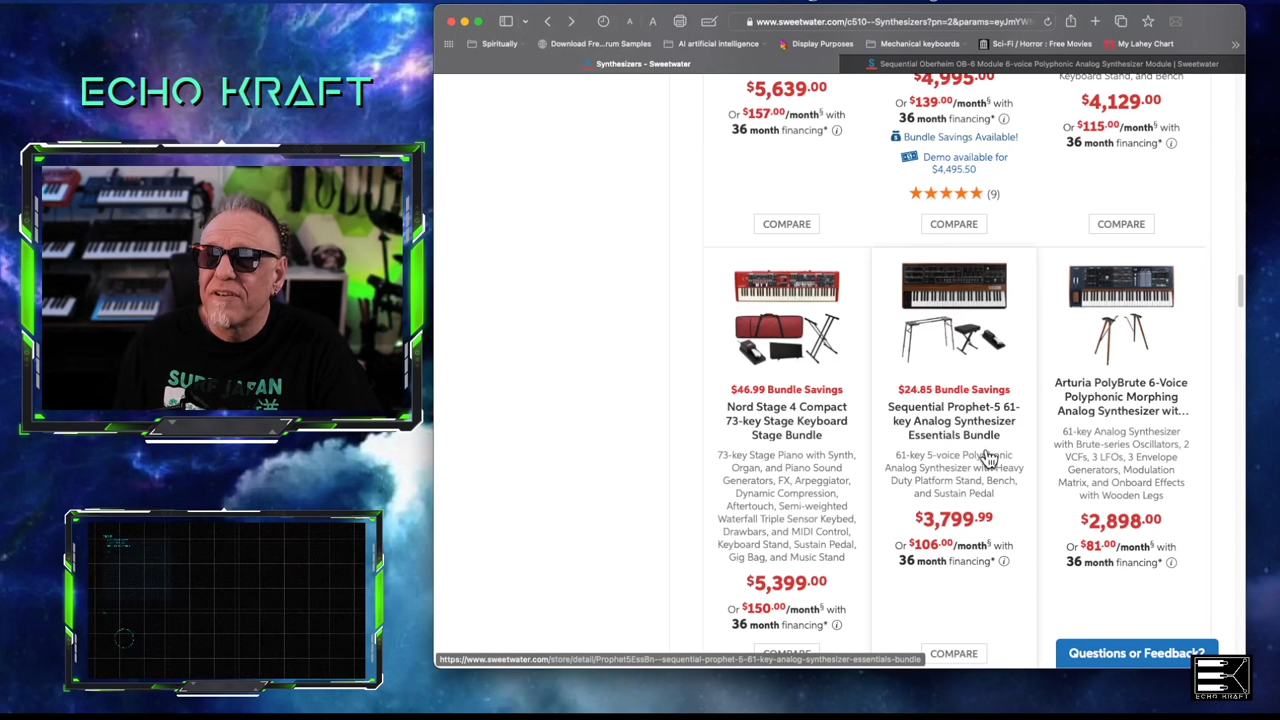 ECHO KRAFT
SURF JAPAN
www.sweetwater.com/c510--Synthesizers?pn=2&params=eyJmYW
Spiritually
Download Fre...rum Samples
AI artificial intelligence
Display Purposes
Mechanical keyboards
Sci-Fi / Horror : Free Movies
My Lahey Chart
Synthesizers - Sweetwater
Sequential Oberheim OB-6 Module 6-voice Polyphonic Analog Synthesizer Module | Sweetwater
$5,639.00
Or $157.00/month§ with
36 month financing*
COMPARE
$4,995.00
Or $139.00/month§ with
36 month financing*
Bundle Savings Available!
Demo available for
$4,495.50
(9)
COMPARE
Keyboard Stand, and Bench
$4,129.00
Or $115.00/month§ with
36 month financing*
COMPARE
$46.99 Bundle Savings
Nord Stage 4 Compact
73-key Stage Keyboard
Stage Bundle
73-key Stage Piano with Synth,
Organ, and Piano Sound
Generators, FX, Arpeggiator,
Dynamic Compression,
Aftertouch, Semi-weighted
Waterfall Triple Sensor Keybed,
Drawbars, and MIDI Control,
Keyboard Stand, Sustain Pedal,
Gig Bag, and Music Stand
$5,399.00
Or $150.00/month§ with
36 month financing*
COMPARE
$24.85 Bundle Savings
Sequential Prophet-5 61-
key Analog Synthesizer
Essentials Bundle
61-key 5-voice Polyphonic
Analog Synthesizer with Heavy
Duty Platform Stand, Bench,
and Sustain Pedal
$3,799.99
Or $106.00/month§ with
36 month financing*
COMPARE
Arturia PolyBrute 6-Voice
Polyphonic Morphing
Analog Synthesizer wit...
61-key Analog Synthesizer
with Brute-series Oscillators, 2
VCFs, 3 LFOs, 3 Envelope
Generators, Modulation
Matrix, and Onboard Effects
with Wooden Legs
$2,898.00
Or $81.00/month§ with
36 month financing*
Questions or Feedback?
https://www.sweetwater.com/store/detail/Prophet5EssBn--sequential-prophet-5-61-key-analog-synthesizer-essentials-bundle
ECHO KRAFT